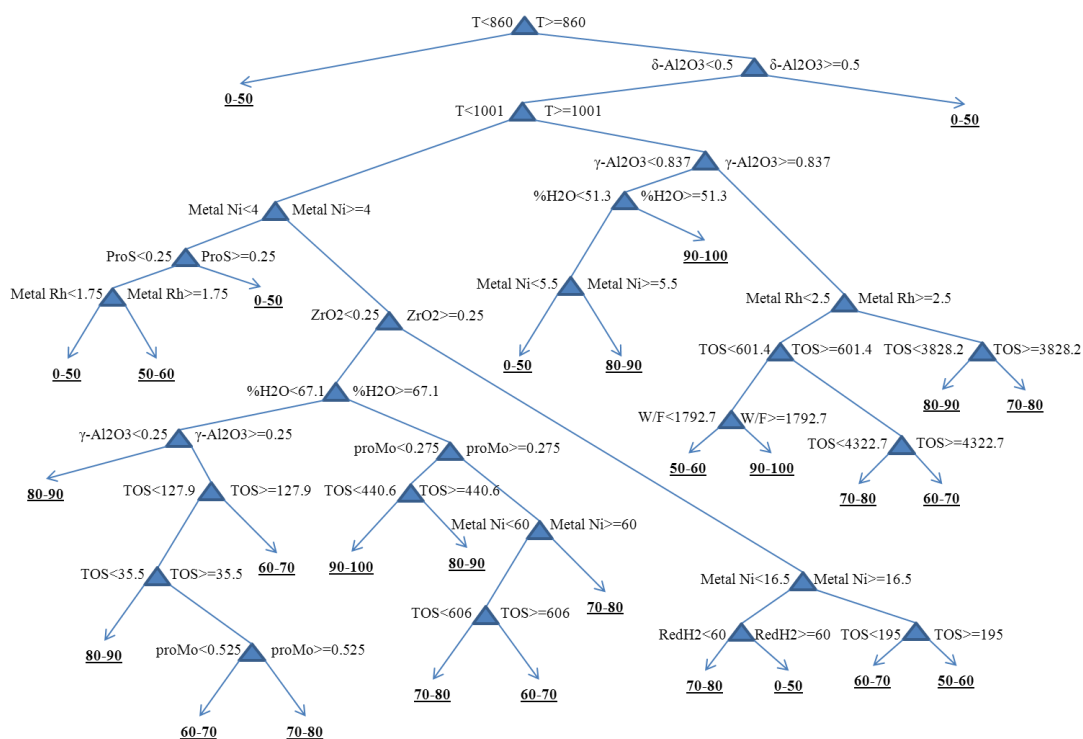 T<860 T>=860
δ-Al2O3<0.5 δ-Al2O3>=0.5
0-50
T<1001 T>=1001
0-50
γ-Al2O3<0.837 γ-Al2O3>=0.837
%H2O<51.3 %H2O>=51.3
Metal Ni<4 Metal Ni>=4
90-100
ProS<0.25 ProS>=0.25
Metal Ni<5.5 Metal Ni>=5.5
Metal Rh<1.75 Metal Rh>=1.75
0-50
Metal Rh<2.5 Metal Rh>=2.5
ZrO2<0.25 ZrO2>=0.25
TOS<601.4 TOS>=601.4 TOS<3828.2 TOS>=3828.2
0-50 80-90
0-50 50-60
%H2O<67.1 %H2O>=67.1
80-90 70-80
W/F<1792.7 W/F>=1792.7
γ-Al2O3<0.25 γ-Al2O3>=0.25
TOS<4322.7 TOS>=4322.7
proMo<0.275 proMo>=0.275
50-60 90-100
80-90
70-80 60-70
TOS<127.9 TOS>=127.9 TOS<440.6 TOS>=440.6
Metal Ni<60 Metal Ni>=60
60-70 90-100 80-90
TOS<35.5 TOS>=35.5
Metal Ni<16.5 Metal Ni>=16.5
70-80
TOS<606 TOS>=606
RedH2<60 RedH2>=60 TOS<195 TOS>=195
80-90
proMo<0.525 proMo>=0.525
70-80 0-50 60-70 50-60
70-80 60-70
60-70 70-80